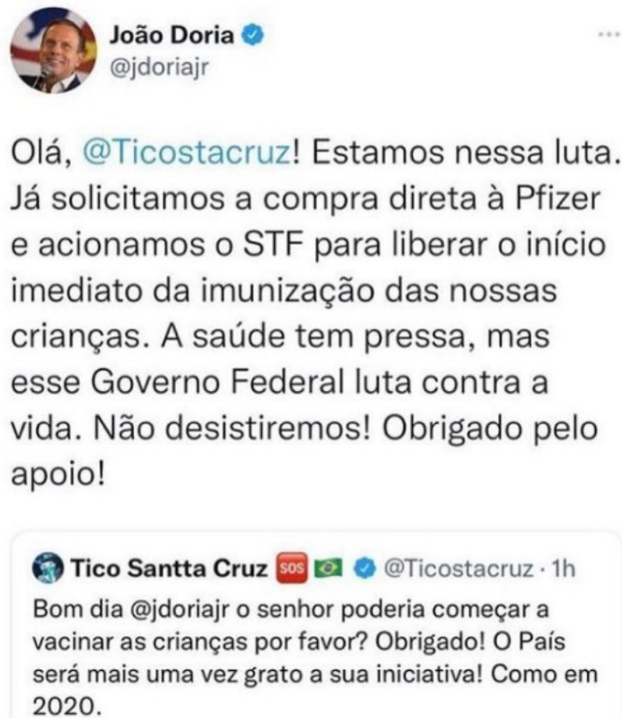 João Doria
@jdoriajr
Olá, @Ticostacruz! Estamos nessa luta.
Já solicitamos a compra direta à Pfizer
e acionamos o STF para liberar o início
imediato da imunização das nossas
crianças. A saúde tem pressa, mas
esse Governo Federal luta contra a
vida. Não desistiremos! Obrigado pelo
apoio!
Tico Santta Cruz SOS @Ticostacruz · 1h
Bom dia @jdoriajr o senhor poderia começar a
vacinar as crianças por favor? Obrigado! O País
será mais uma vez grato a sua iniciativa! Como em
2020.